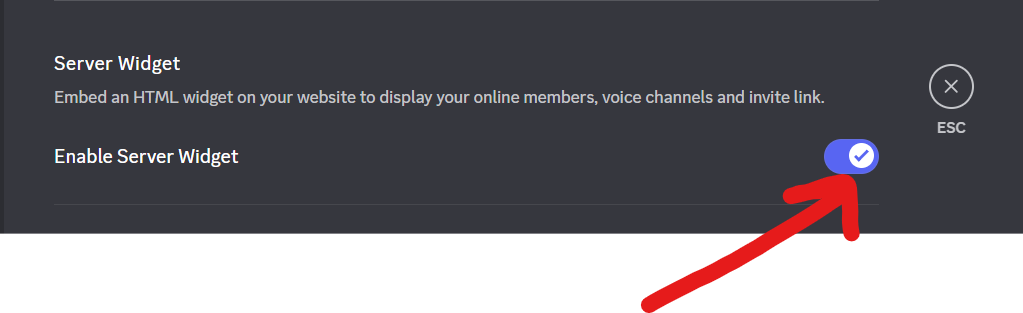 Server Widget
Embed an HTML widget on your website to display your online members, voice channels and invite link.
ESC
Enable Server Widget